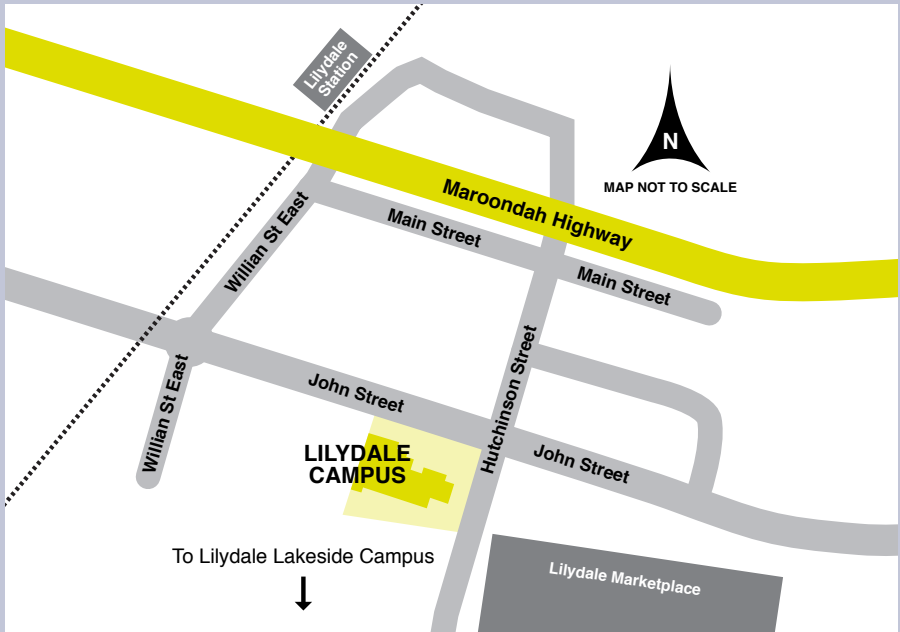 Lilydale
Station
N
MAP NOT TO SCALE
Maroondah Highway
Main Street
Main Street
Willian St East
Willian St East
John Street
Hutchinson Street
John Street
LILYDALE
CAMPUS
To Lilydale Lakeside Campus
Lilydale Marketplace